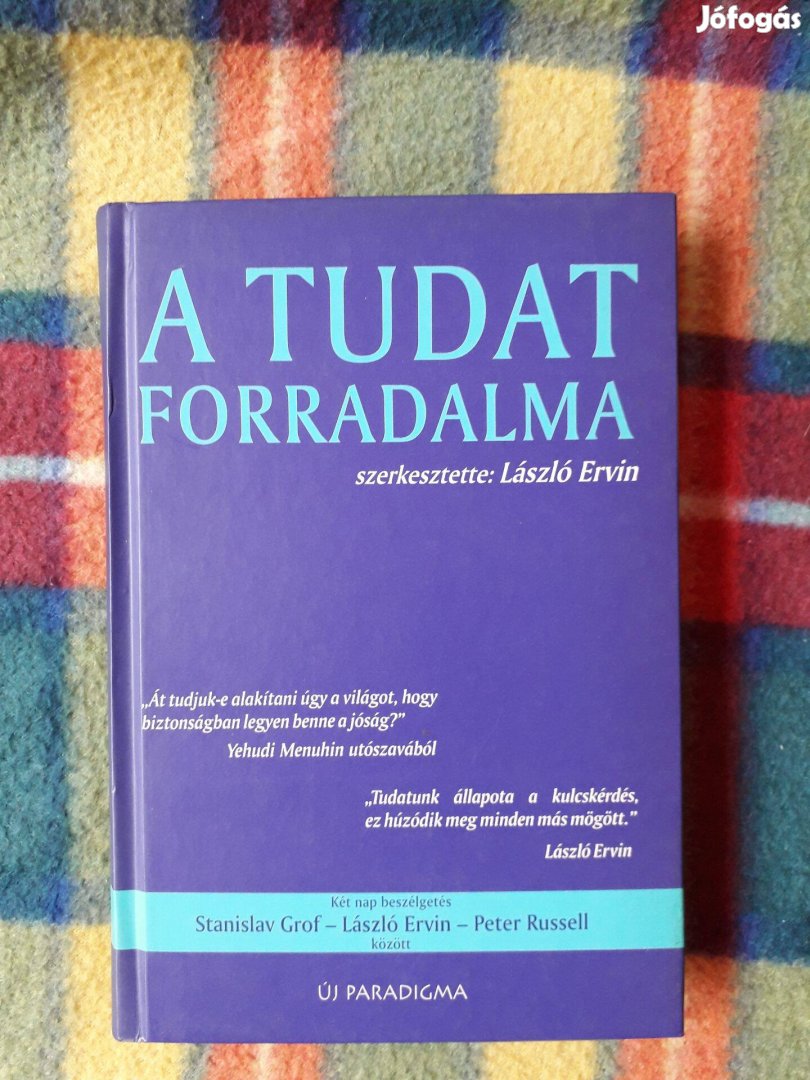 Jófogás
A TUDAT
FORRADALMA
szerkesztette: László Ervin
„Át tudjuk-e alakítani úgy a világot, hogy
biztonságban legyen benne a jóság?”
Yehudi Menuhin utószavából
„Tudatunk állapota a kulcskérdés,
ez húzódik meg minden más mögött.”
László Ervin
Két nap beszélgetés
Stanislav Grof – László Ervin – Peter Russell
között
ÚJ PARADIGMA